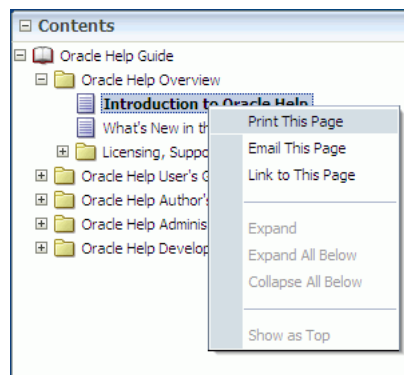 Contents
Oracle Help Guide
Oracle Help Overview
Introduction to Oracle Help
What's New in th
Licensing, Suppo
Oracle Help User's G
Oracle Help Author's
Oracle Help Adminis
Oracle Help Develop
Print This Page
Email This Page
Link to This Page
Expand
Expand All Below
Collapse All Below
Show as Top